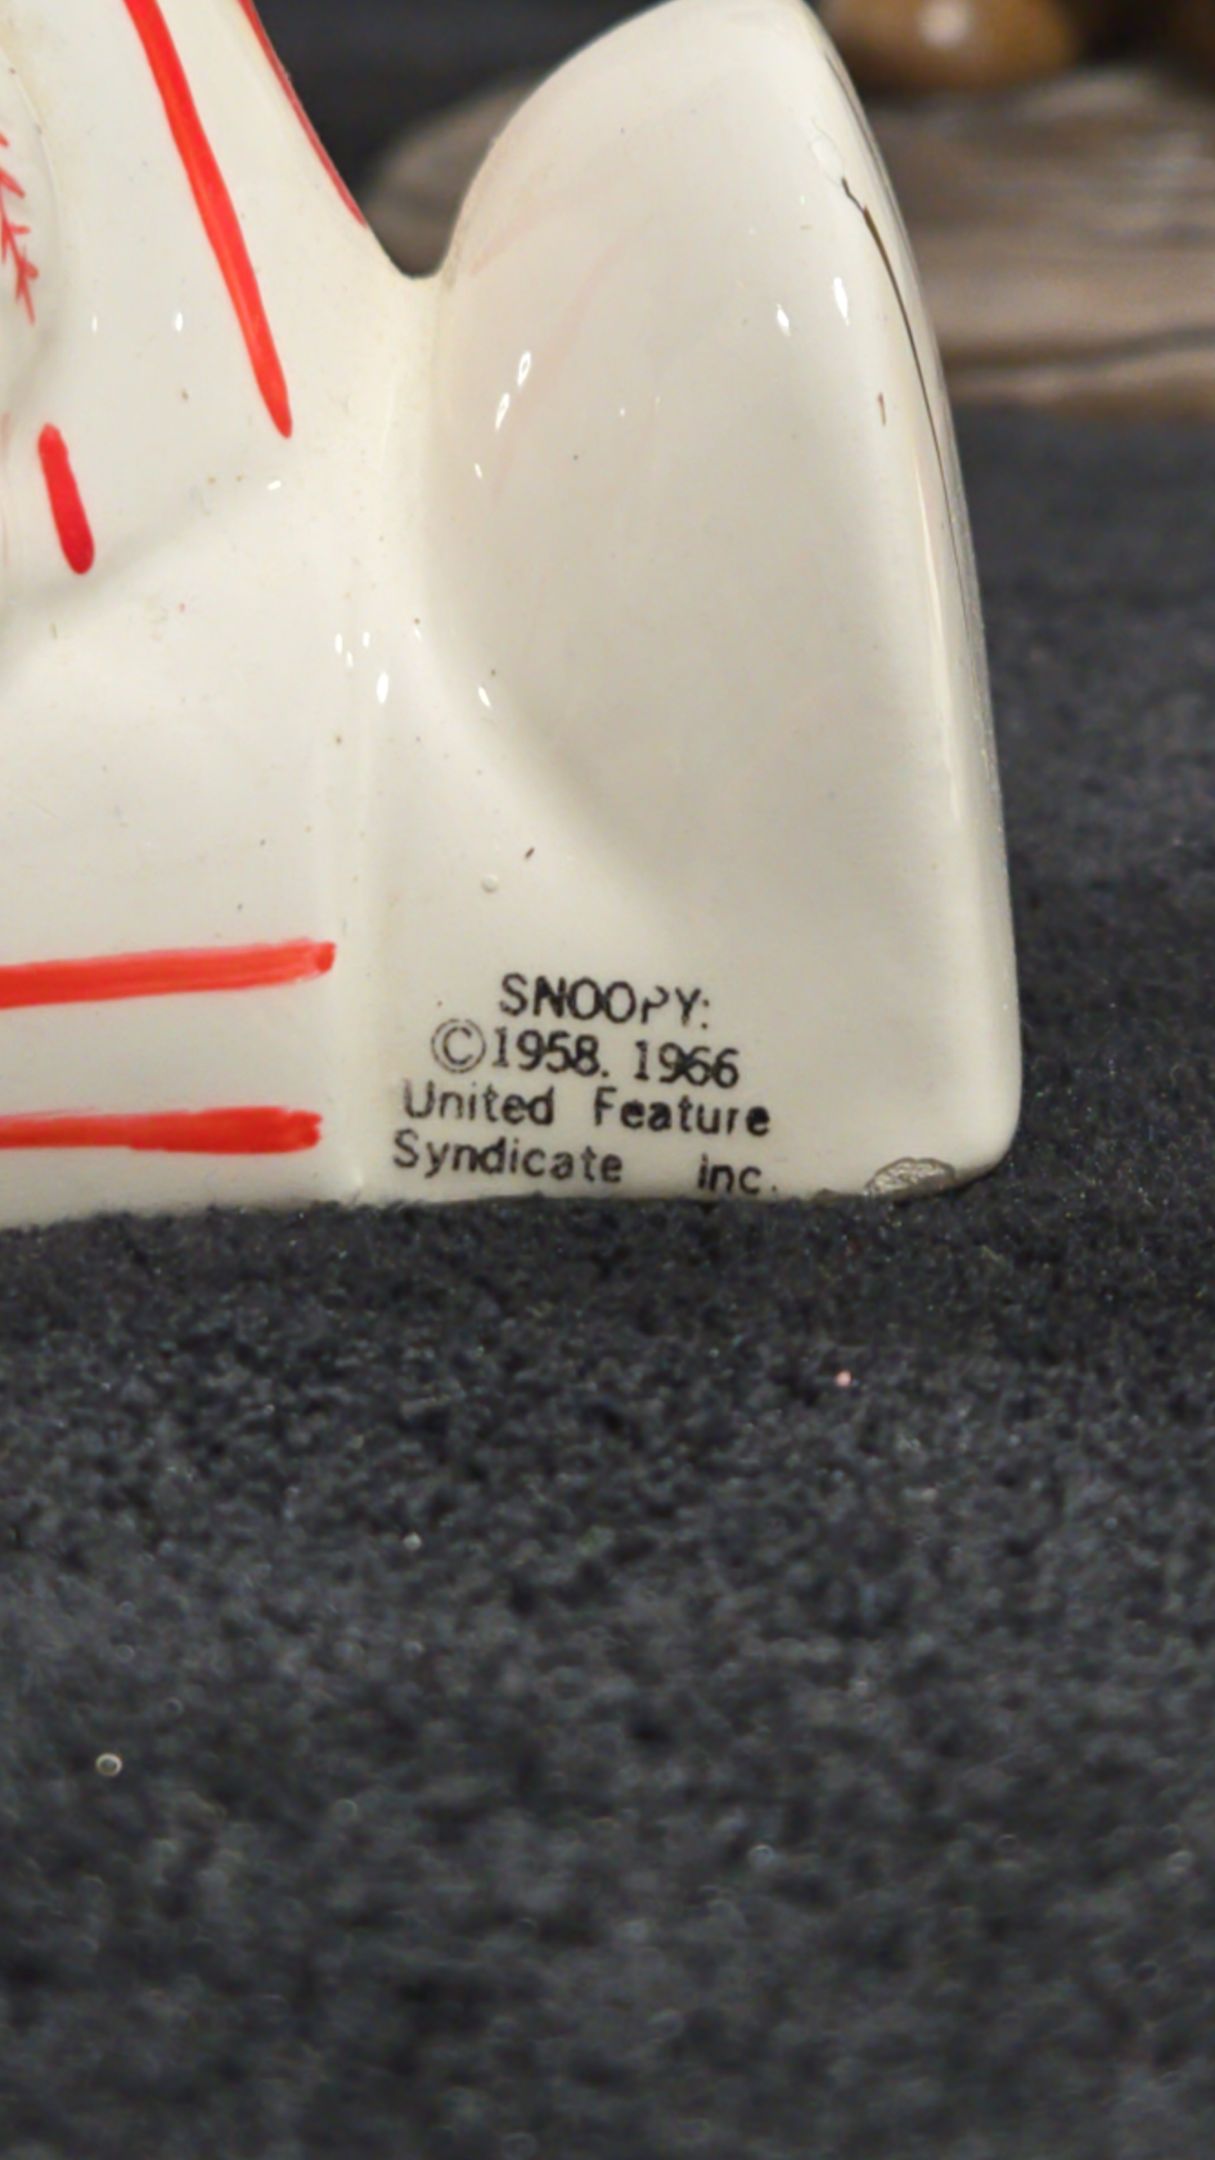 SNOOPY:
©1958. 1966
United Feature
Syndicate inc.